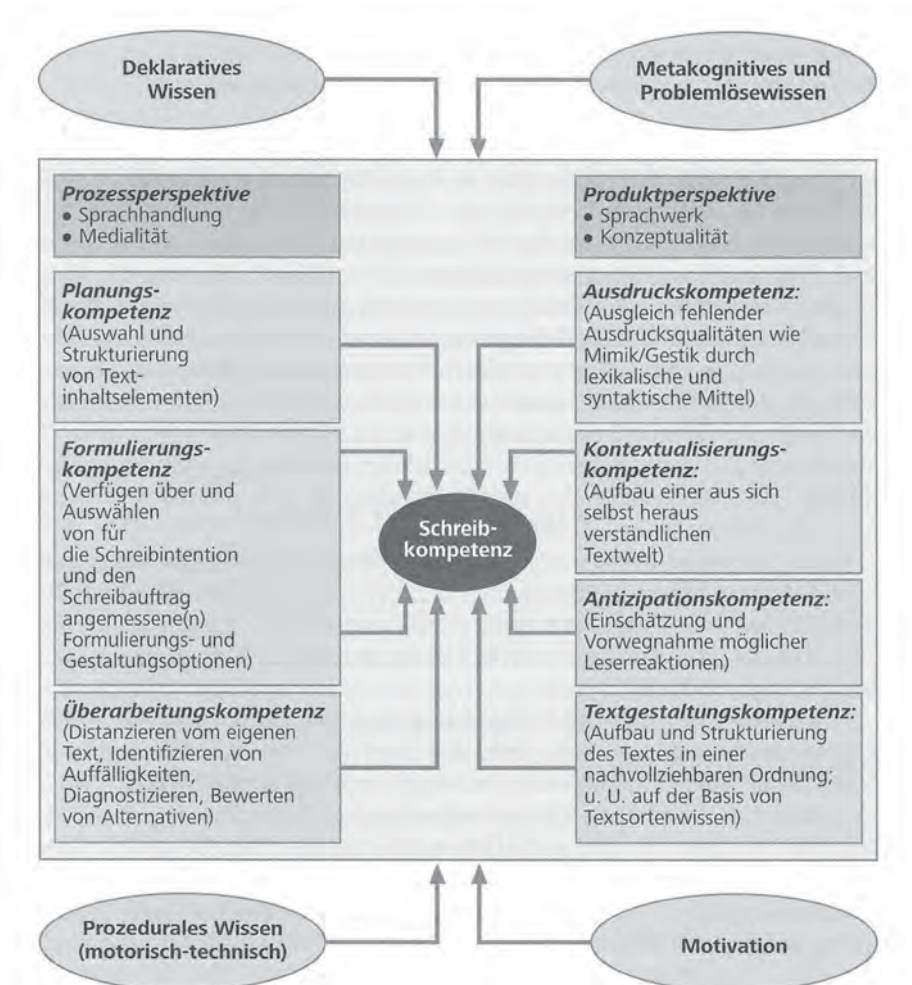 Deklaratives
Wissen
Metakognitives und
Problemlösewissen
Prozessperspektive
• Sprachhandlung
• Medialität
Produktperspektive
• Sprachwerk
• Konzeptualität
Planungs-
kompetenz
(Auswahl und
Strukturierung
von Text-
inhaltselementen)
Ausdruckskompetenz:
(Ausgleich fehlender
Ausdrucksqualitäten wie
Mimik/Gestik durch
lexikalische und
syntaktische Mittel)
Formulierungs-
kompetenz
(Verfügen über und
Auswählen
von für
die Schreibintention
und den
Schreibauftrag
angemessene(n)
Formulierungs- und
Gestaltungsoptionen)
Schreib-
kompetenz
Kontextualisierungs-
kompetenz:
(Aufbau einer aus sich
selbst heraus
verständlichen
Textwelt)
Antizipationskompetenz:
(Einschätzung und
Vorwegnahme möglicher
Leserreaktionen)
Überarbeitungskompetenz
(Distanzieren vom eigenen
Text, Identifizieren von
Auffälligkeiten,
Diagnostizieren, Bewerten
von Alternativen)
Textgestaltungskompetenz:
(Aufbau und Strukturierung
des Textes in einer
nachvollziehbaren Ordnung;
u. U. auf der Basis von
Textsortenwissen)
Prozedurales Wissen
(motorisch-technisch)
Motivation